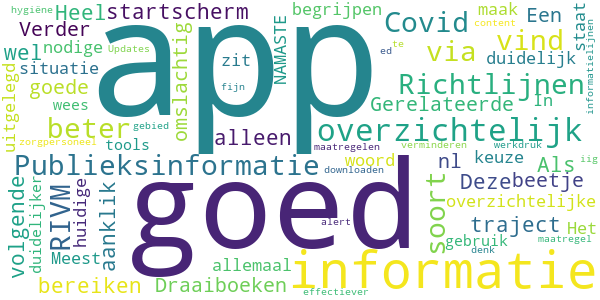 hygiëne
Heel
startscherm
begrijpen
maak
content
Verder
app
Covid
Een
staat
Updates
te
nodige
wel
omslachtig
NAMASTE
ed
via
vind
duidelijk
informatielijnen
situatie
zit
uitgelegd
goede
fijn
Richtlijnen
wees
Gerelateerde
In
beter
tools
alleen
overzichtelijk
zorgpersoneel
gebied
maatregelen
verminderen
werkdruk
iig
Publieksinformatie
woord
nl
keuze
Als
volgende
duidelijker
RIVM
huidige
aanklik
goed
downloaden
soort
Deze
beetje
overzichtelijke
traject
Het
alert
gebruik
maatregel
Meest
allemaal
informatie
denk
bereiken
Draaiboeken
effectiever